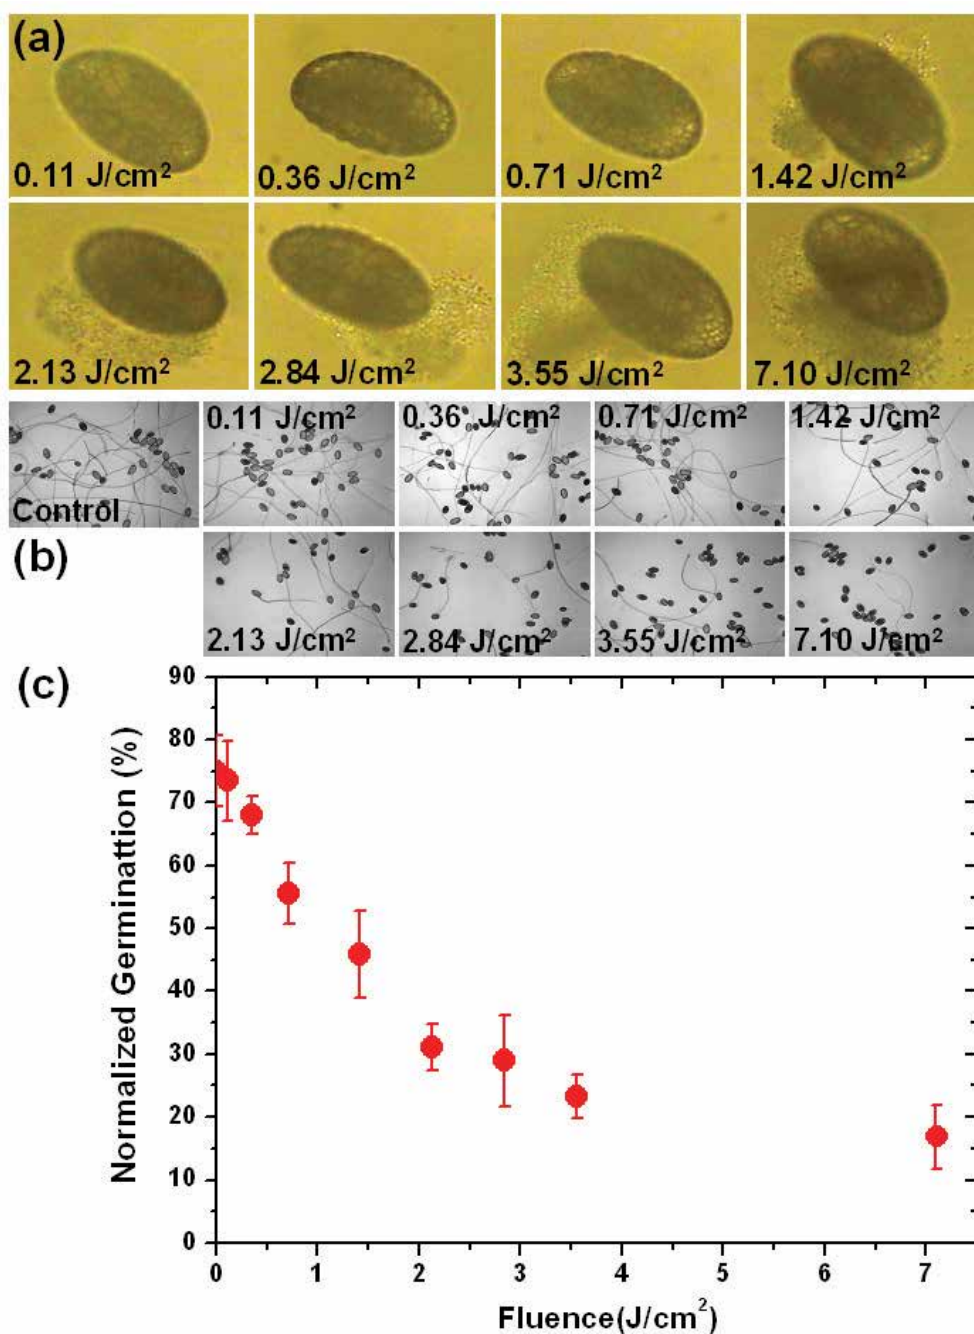 (a)
0.11 J/cm²
0.36 J/cm²
0.71 J/cm²
1.42 J/cm²
2.13 J/cm²
2.84 J/cm²
3.55 J/cm²
7.10 J/cm²
Control
0.11 J/cm²
0.36 J/cm²
0.71 J/cm²
1.42 J/cm²
(b)
2.13 J/cm²
2.84 J/cm²
3.55 J/cm²
7.10 J/cm²
(c)
Normalized Germinattion (%)
90
80
70
60
50
40
30
20
10
0
0 1 2 3 4 5 6 7
Fluence(J/cm²)